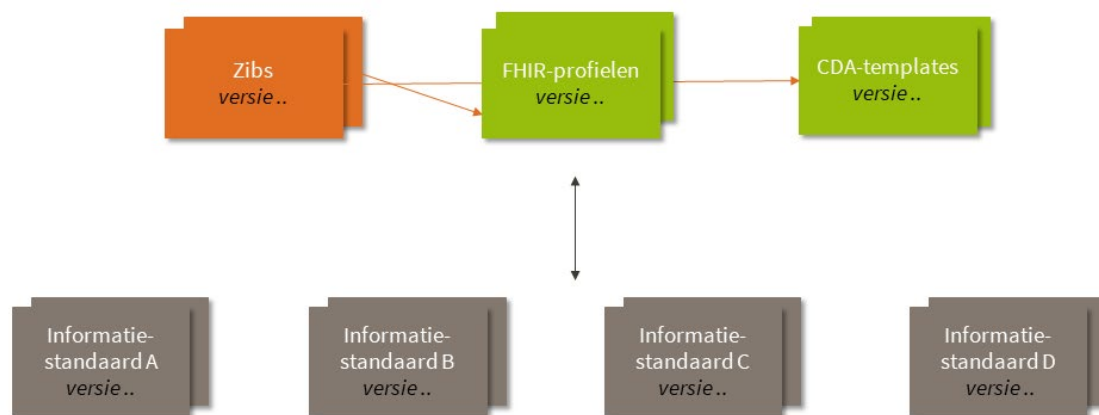 Zibs
versie ..
FHIR-profielen
versie ..
CDA-templates
versie ..
Informatie-
standaard A
versie ..
Informatie-
standaard B
versie ..
Informatie-
standaard C
versie ..
Informatie-
standaard D
versie ..